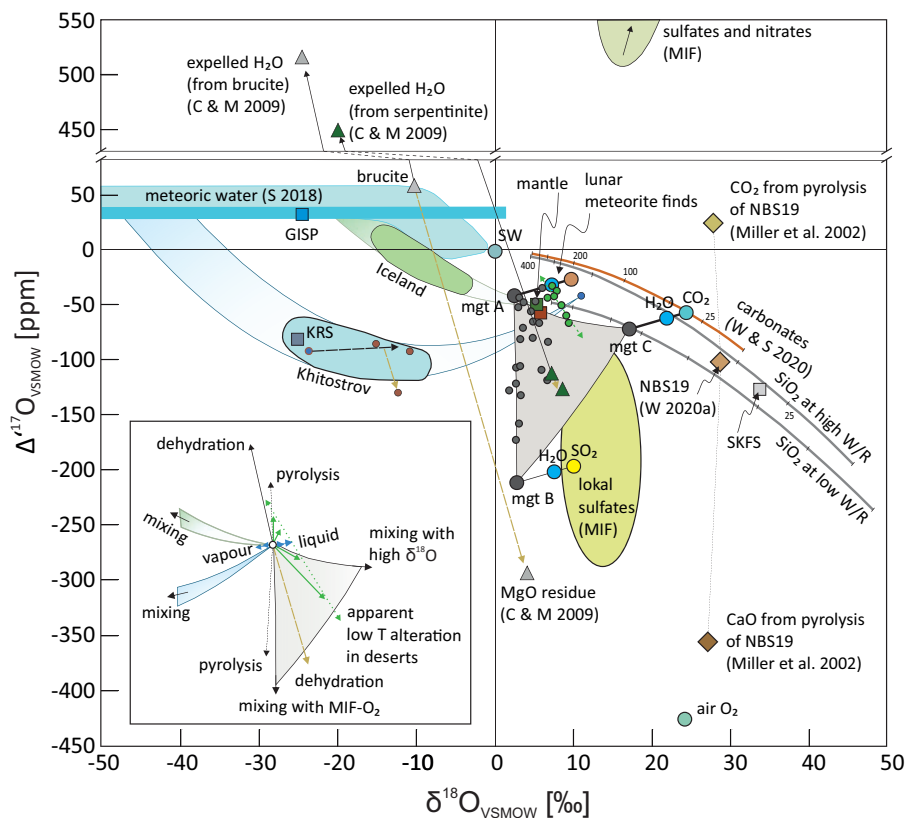 550
500
450
50
0
-50
-100
-150
-200
-250
-300
-350
-400
-450
Δ'¹⁷O VSMOW [ppm]
-50
-40
-30
-20
-10
0
10
20
30
40
50
δ¹⁸O VSMOW [‰]
expelled H₂O
(from brucite)
(C & M 2009)
expelled H₂O
(from serpentinite)
(C & M 2009)
sulfates and nitrates
(MIF)
brucite
meteoric water (S 2018)
GISP
SW
mantle
lunar
meteorite finds
CO₂ from pyrolysis
of NBS19
(Miller et al. 2002)
Iceland
mgt A
400
200
100
25
H₂O
CO₂
carbonates
(W & S 2020)
mgt C
KRS
Khitostrov
NBS19
(W 2020a)
SKFS
25
SiO₂ at high W/R
SiO₂ at low W/R
H₂O
SO₂
mgt B
lokal
sulfates
(MIF)
MgO residue
(C & M 2009)
CaO from pyrolysis
of NBS19
(Miller et al. 2002)
air O₂
dehydration
pyrolysis
mixing
vapour
liquid
mixing with
high δ¹⁸O
mixing
apparent
low T alteration
in deserts
pyrolysis
dehydration
mixing with MIF-O₂